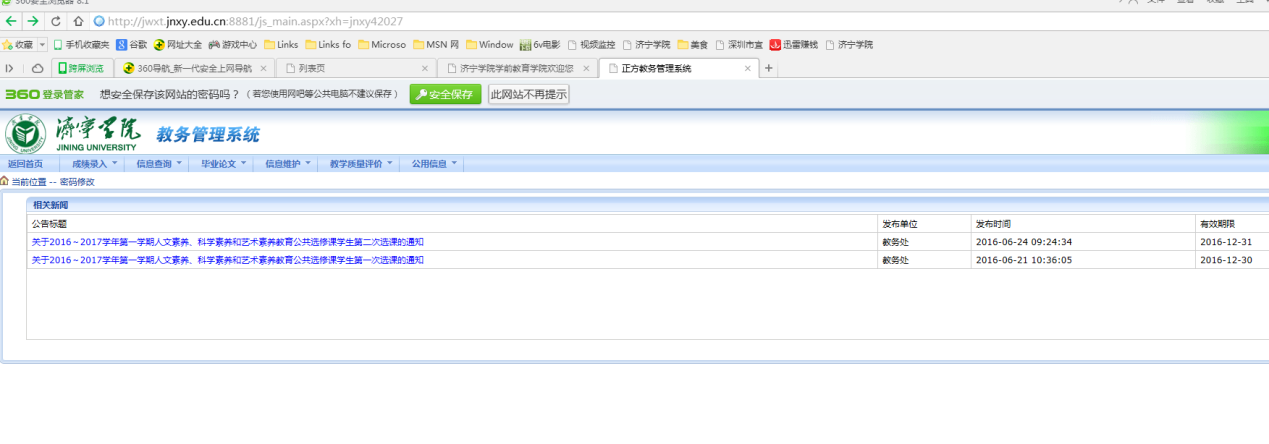 360安全浏览器 8.1
http://jwxt.jnxy.edu.cn:8881/js_main.aspx?xh=jnxy42027
收藏 手机收藏夹 谷歌 网址大全 游戏中心 Links Links fo Microso MSN 网 Window 6v电影 视频监控 济宁学院 美食 深圳市宜 迅雷赚钱 济宁学院
跨屏浏览 360导航_新一代安全上网导航 列表页 济宁学院学前教育学院欢迎您 正方教务管理系统
360 登录管家 想安全保存该网站的密码吗？（若您使用网吧等公共电脑不建议保存） 安全保存 此网站不再提示
濟寧学院 教务管理系统
JINING UNIVERSITY
返回首页 成绩录入 信息查询 毕业论文 信息维护 教学质量评价 公用信息
当前位置 -- 密码修改
相关新闻
公告标题 发布单位 发布时间 有效期限
关于2016～2017学年第一学期人文素养、科学素养和艺术素养教育公共选修课学生第二次选课的通知 教务处 2016-06-24 09:24:34 2016-12-31
关于2016～2017学年第一学期人文素养、科学素养和艺术素养教育公共选修课学生第一次选课的通知 教务处 2016-06-21 10:36:05 2016-12-30